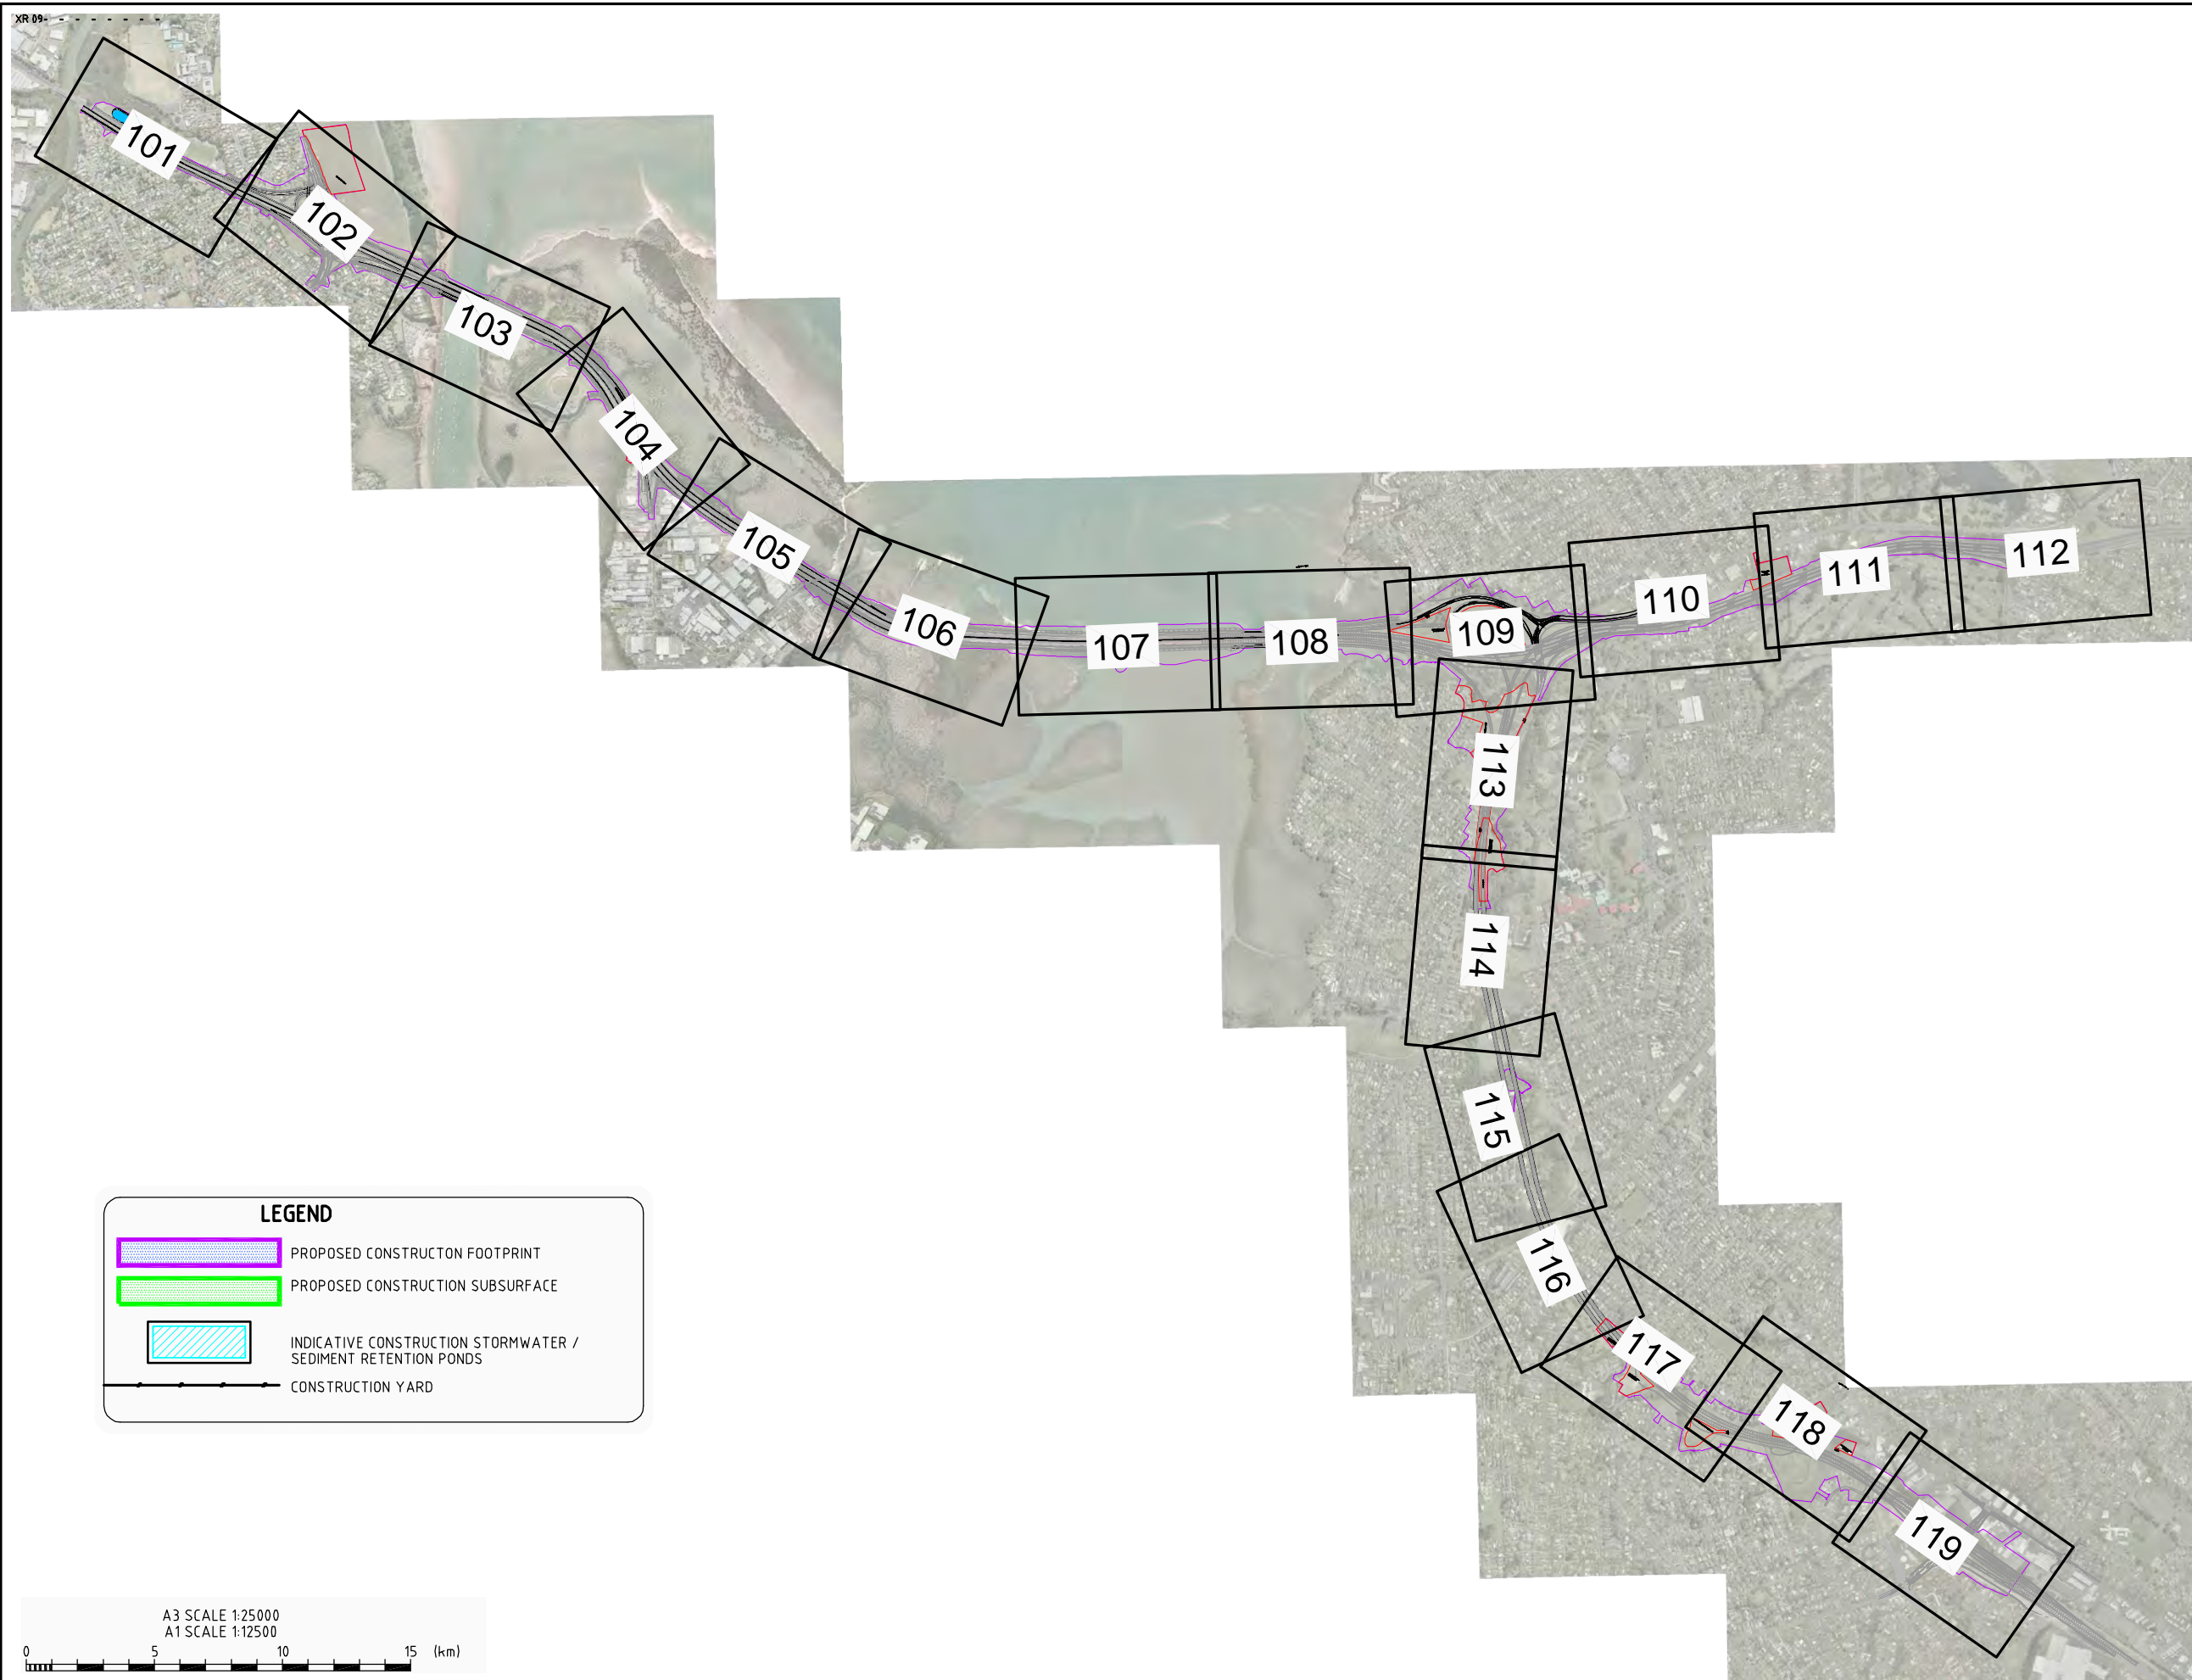 XR 09- - - - - - - -
101
102
103
104
105
106
107
108
109
110
111
112
113
114
115
116
117
118
119
LEGEND
PROPOSED CONSTRUCTON FOOTPRINT
PROPOSED CONSTRUCTION SUBSURFACE
INDICATIVE CONSTRUCTION STORMWATER /
SEDIMENT RETENTION PONDS
CONSTRUCTION YARD
A3 SCALE 1:25000
A1 SCALE 1:12500
0 5 10 15 (km)